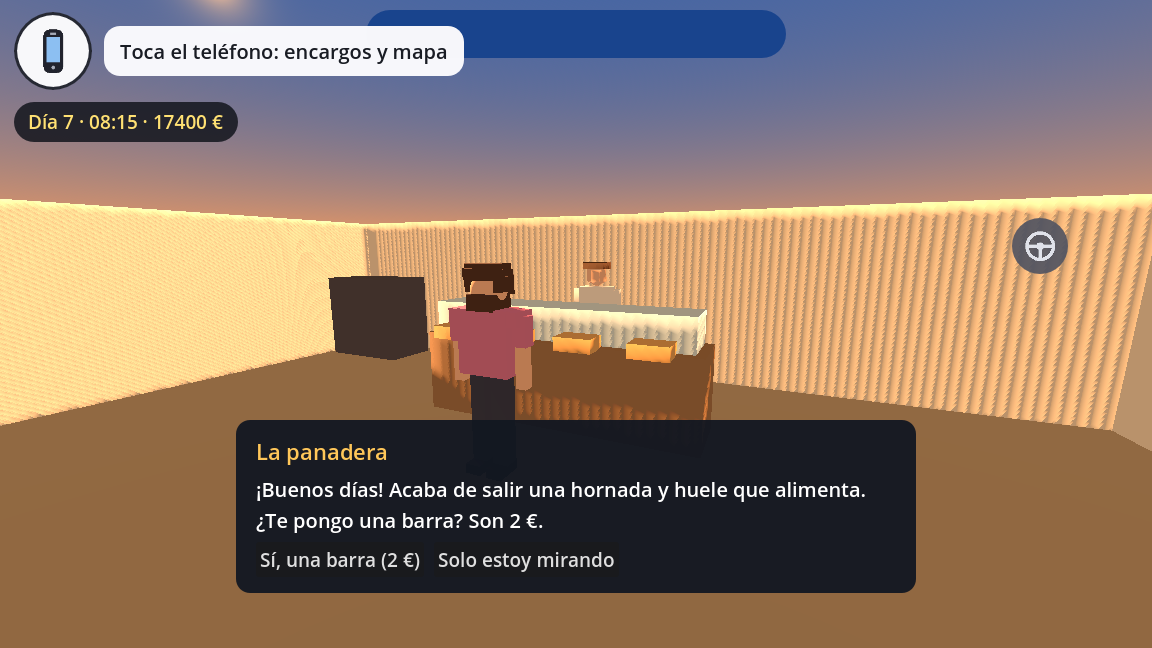 Toca el teléfono: encargos y mapa
Día 7 · 08:15 · 17400 €
La panadera
¡Buenos días! Acaba de salir una hornada y huele que alimenta.
¿Te pongo una barra? Son 2 €.
Sí, una barra (2 €) Solo estoy mirando